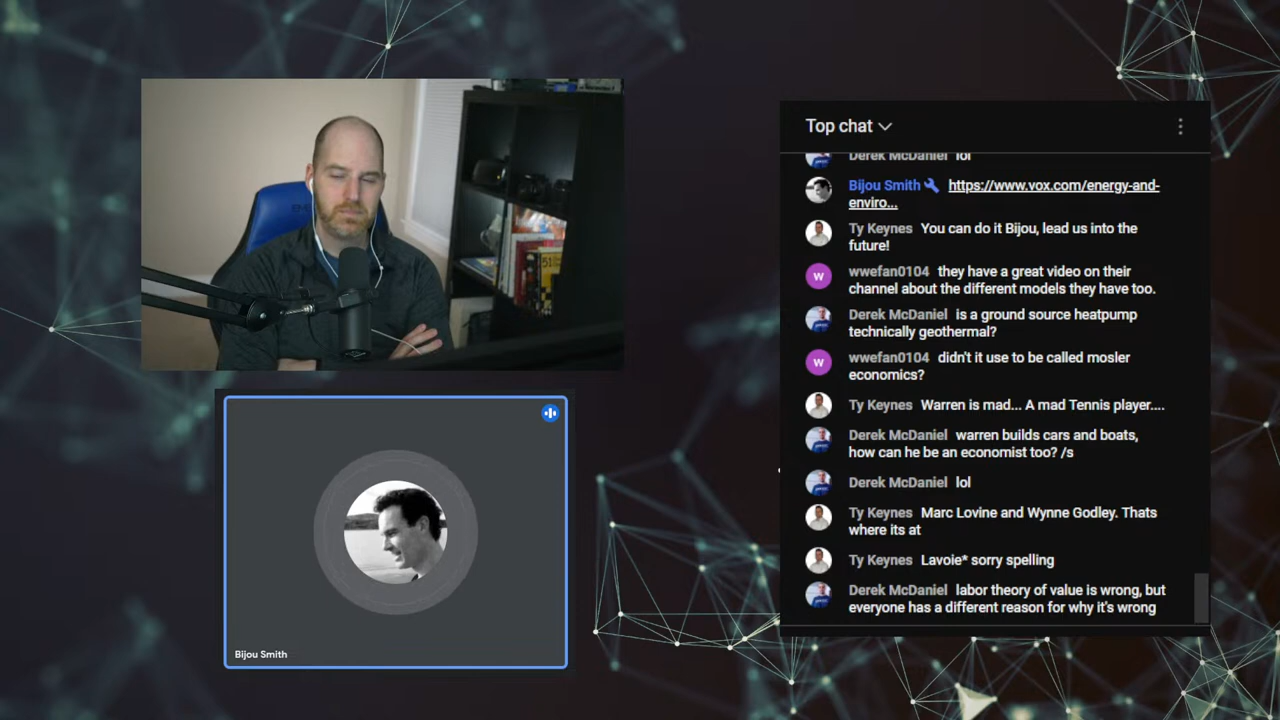 Top chat
Derek McDaniel lol
Bijou Smith https://www.vox.com/energy-and-
enviro...
Ty Keynes You can do it Bijou, lead us into the
future!
wwefan0104 they have a great video on their
channel about the different models they have too.
Derek McDaniel is a ground source heatpump
technically geothermal?
wwefan0104 didn't it use to be called mosler
economics?
Ty Keynes Warren is mad... A mad Tennis player....
Derek McDaniel warren builds cars and boats,
how can he be an economist too? /s
Derek McDaniel lol
Ty Keynes Marc Lovine and Wynne Godley. Thats
where its at
Ty Keynes Lavoie* sorry spelling
Derek McDaniel labor theory of value is wrong, but
everyone has a different reason for why it's wrong
W
W
51
Bijou Smith